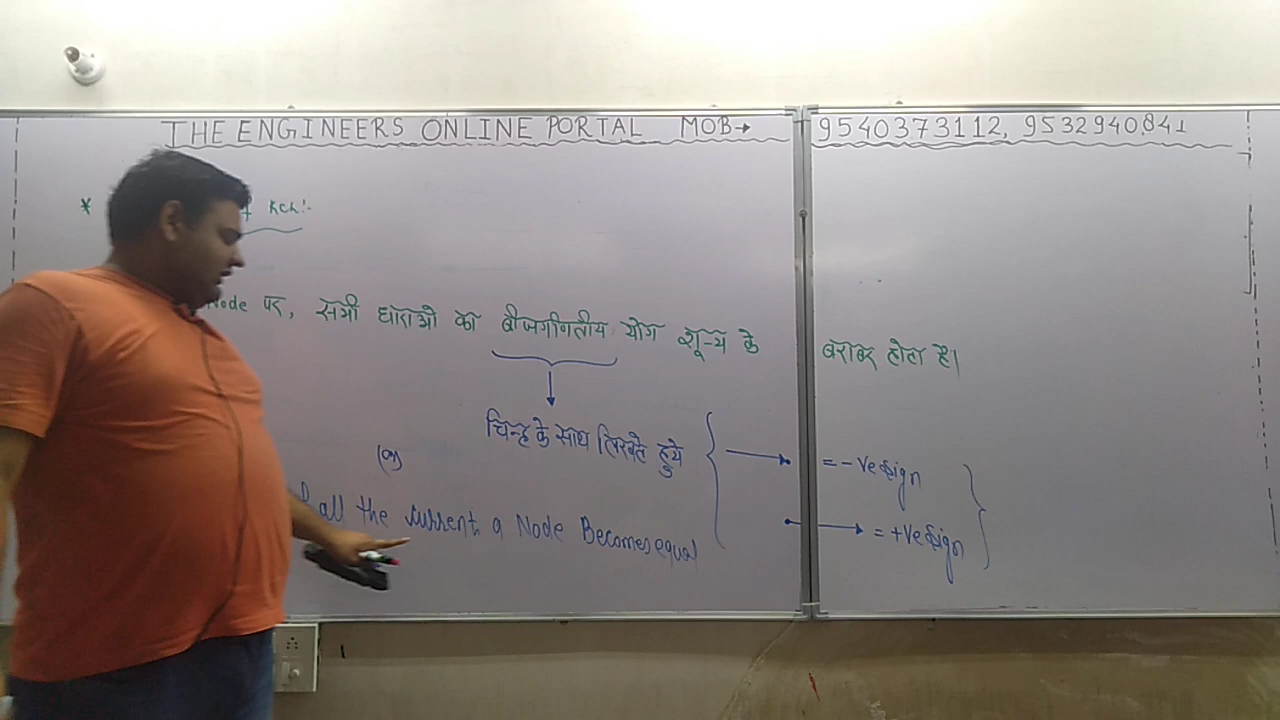 THE ENGINEERS ONLINE PORTAL MOB→ 9540373112, 9532940841
* KCL:-
Node पर, सभी धाराओ का बीजगणितीय योग शून्य के बराबर होता है।
चिन्ह के साथ लिखते हुये
= -Ve sign
(or)
all the current a Node Becomes equal
= +Ve sign